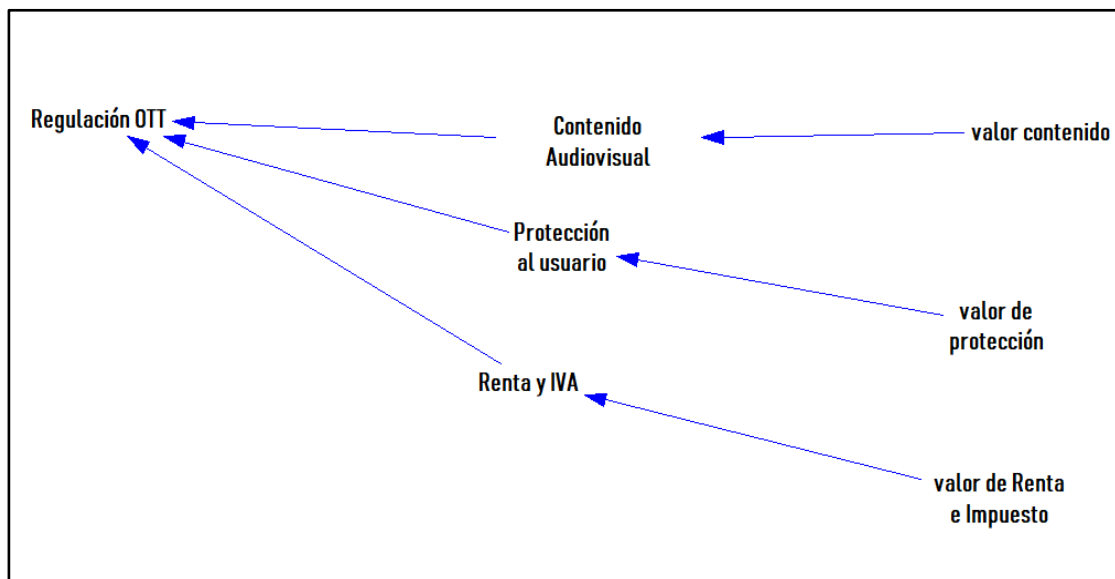 Regulación OTT
Contenido
Audiovisual
valor contenido
Protección
al usuario
valor de
protección
Renta y IVA
valor de Renta
e Impuesto